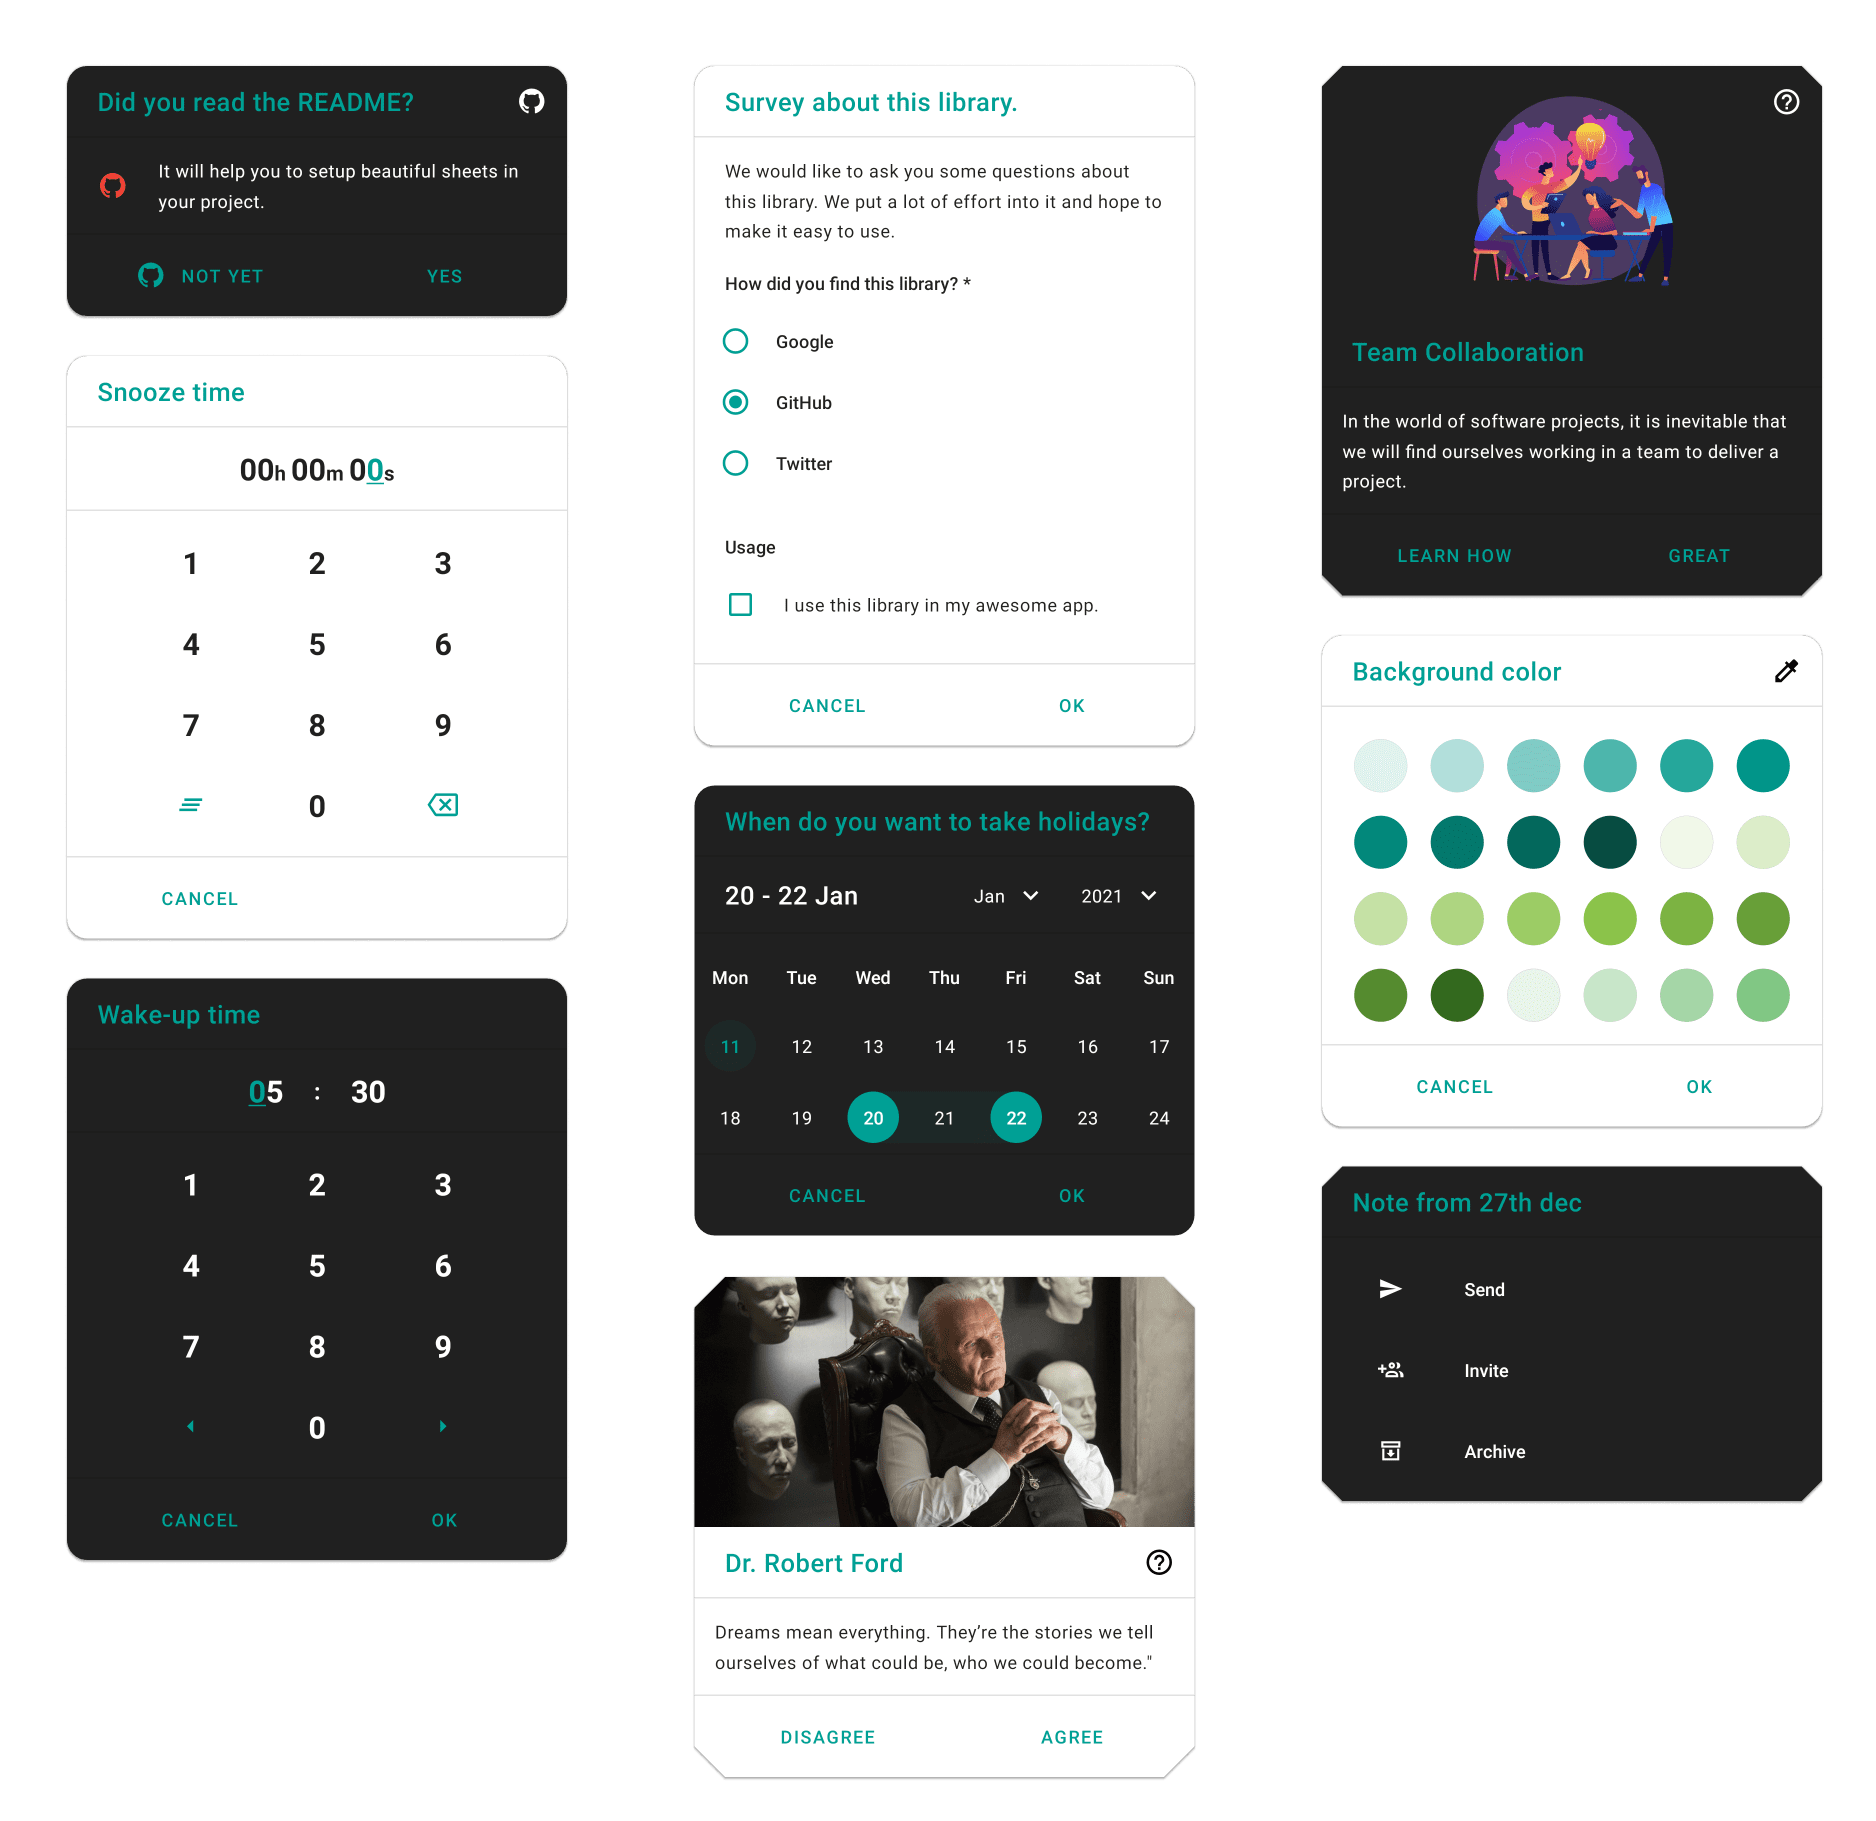 Did you read the README?
It will help you to setup beautiful sheets in
your project.
NOT YET YES
Snooze time
00h 00m 00s
1 2 3
4 5 6
7 8 9
0
CANCEL
Wake-up time
05 : 30
1 2 3
4 5 6
7 8 9
0
CANCEL OK
Survey about this library.
We would like to ask you some questions about
this library. We put a lot of effort into it and hope to
make it easy to use.
How did you find this library? *
Google
GitHub
Twitter
Usage
I use this library in my awesome app.
CANCEL OK
When do you want to take holidays?
20 - 22 Jan Jan 2021
Mon Tue Wed Thu Fri Sat Sun
11 12 13 14 15 16 17
18 19 20 21 22 23 24
CANCEL OK
Dr. Robert Ford
Dreams mean everything. They’re the stories we tell
ourselves of what could be, who we could become."
DISAGREE AGREE
Team Collaboration
In the world of software projects, it is inevitable that
we will find ourselves working in a team to deliver a
project.
LEARN HOW GREAT
Background color
CANCEL OK
Note from 27th dec
Send
Invite
Archive